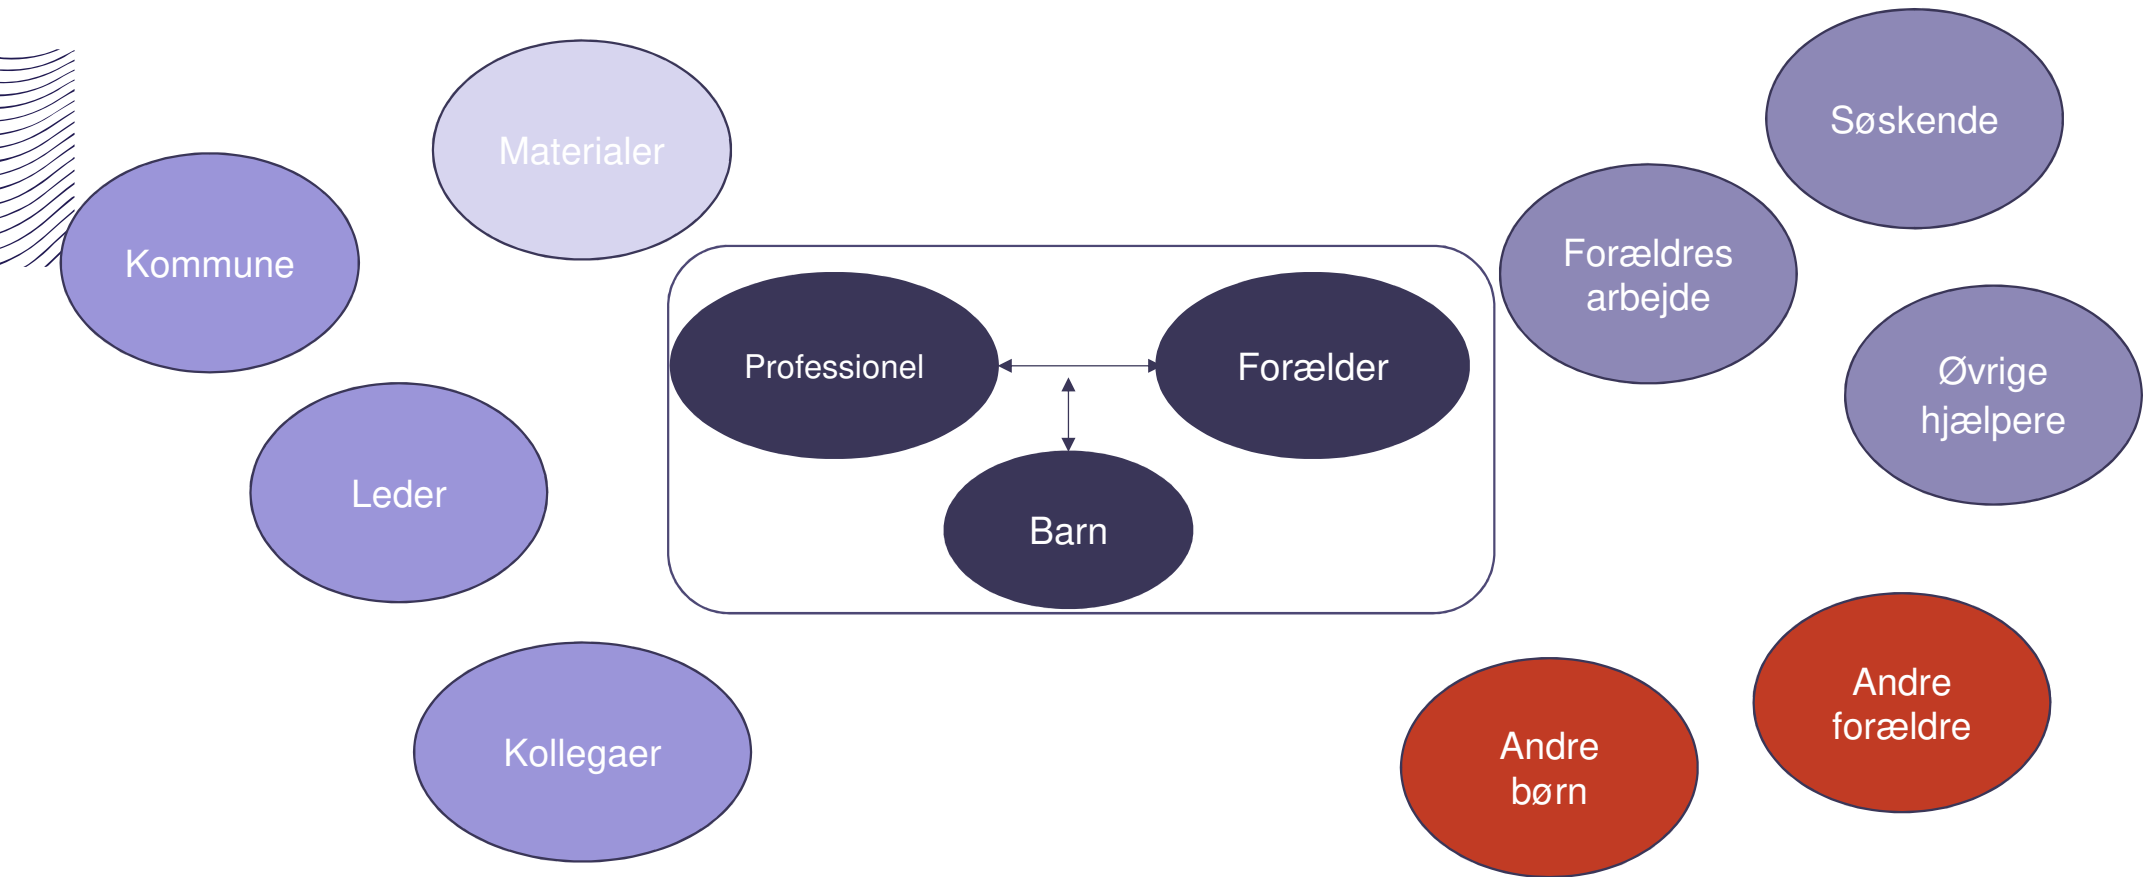 Materialer
Søskende
Kommune
Forældres
arbejde
Professionel
Forælder
Øvrige
hjælpere
Leder
Barn
Kollegaer
Andre
børn
Andre
forældre